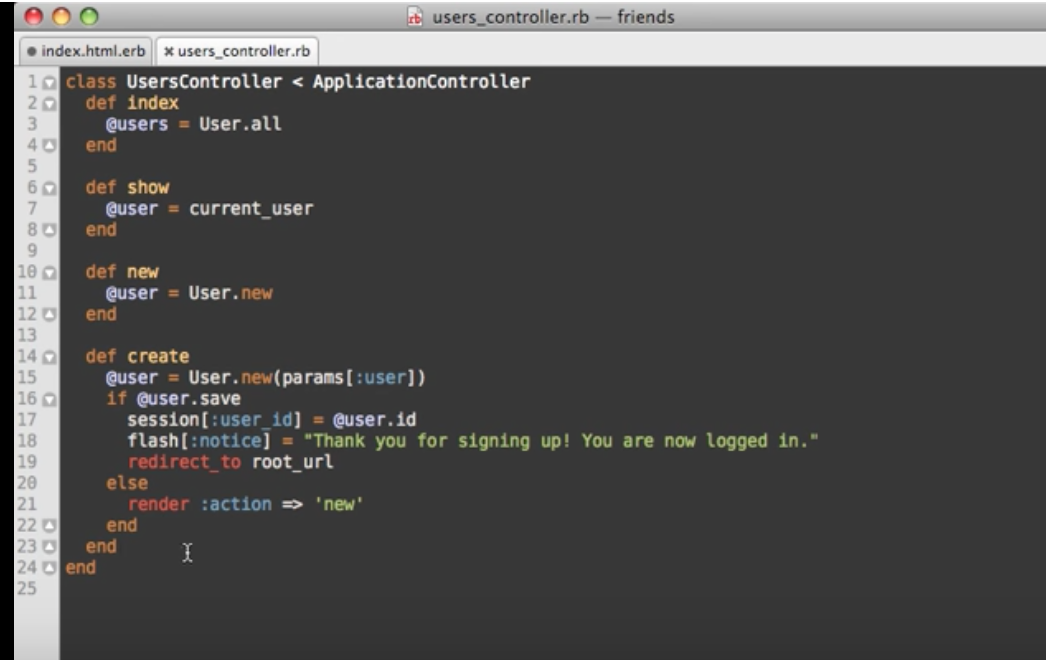 users_controller.rb — friends
index.html.erb users_controller.rb
1 class UsersController < ApplicationController
2   def index
3     @users = User.all
4   end
5
6   def show
7     @user = current_user
8   end
9
10   def new
11     @user = User.new
12   end
13
14   def create
15     @user = User.new(params[:user])
16     if @user.save
17       session[:user_id] = @user.id
18       flash[:notice] = "Thank you for signing up! You are now logged in."
19       redirect_to root_url
20     else
21       render :action => 'new'
22     end
23   end
24 end
25